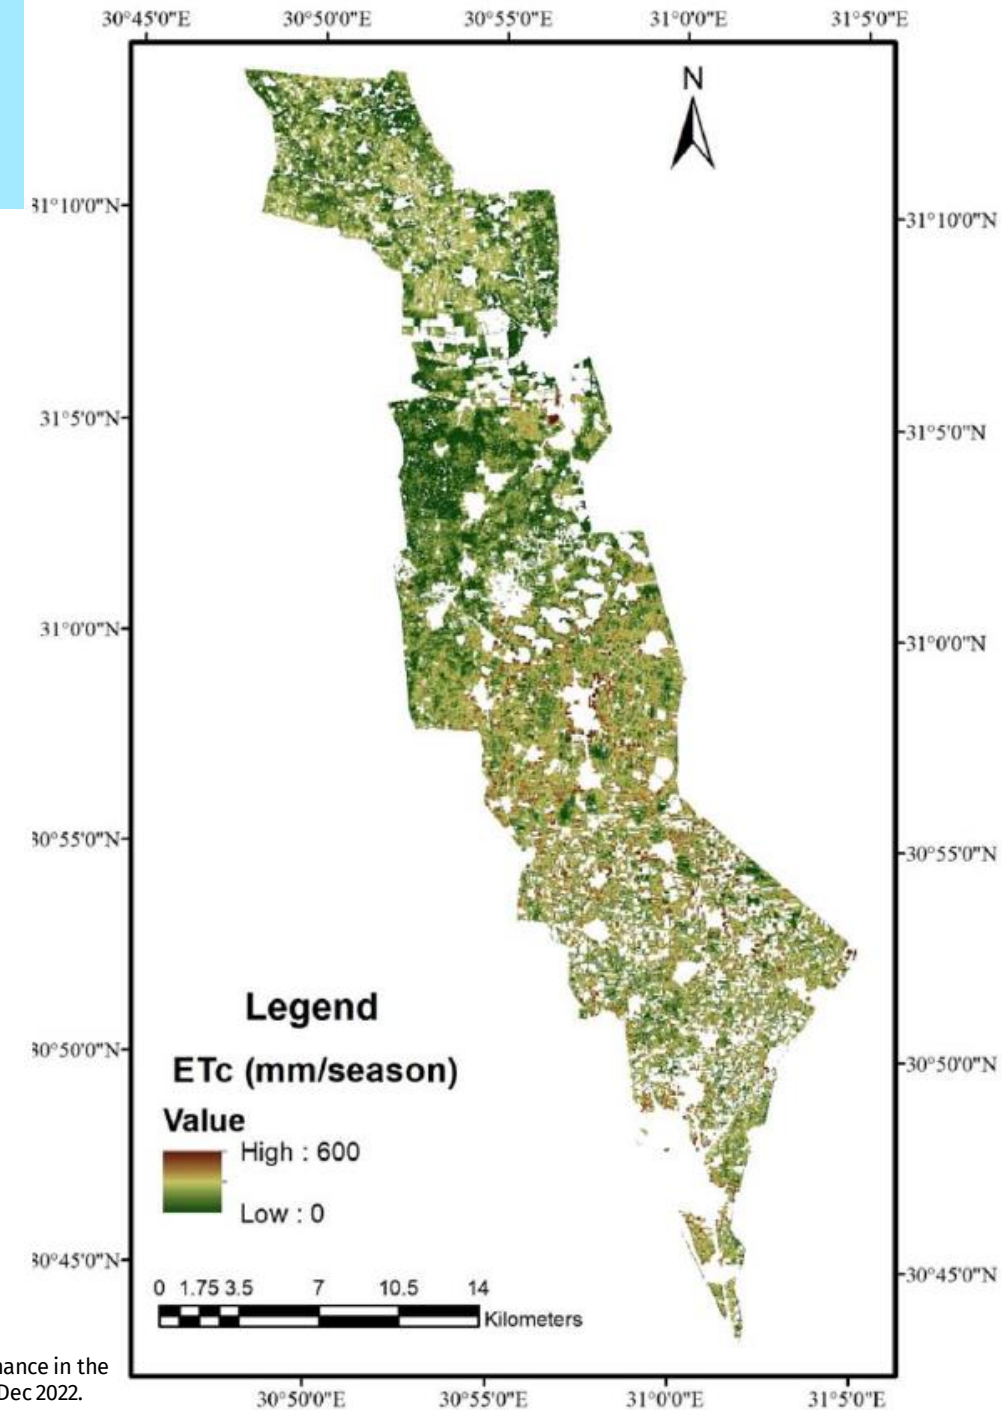 30°45'0"E 30°50'0"E 30°55'0"E 31°0'0"E 31°5'0"E
N
31°10'0"N
31°10'0"N
31°5'0"N
31°5'0"N
31°0'0"N
31°0'0"N
30°55'0"N
30°55'0"N
30°50'0"N
30°50'0"N
30°45'0"N
30°45'0"N
Legend
ETc (mm/season)
Value
High : 600
Low : 0
0 1.75 3.5 7 10.5 14
Kilometers
in the
Dec 2022.
30°50'0"E 30°55'0"E 31°0'0"E 31°5'0"E